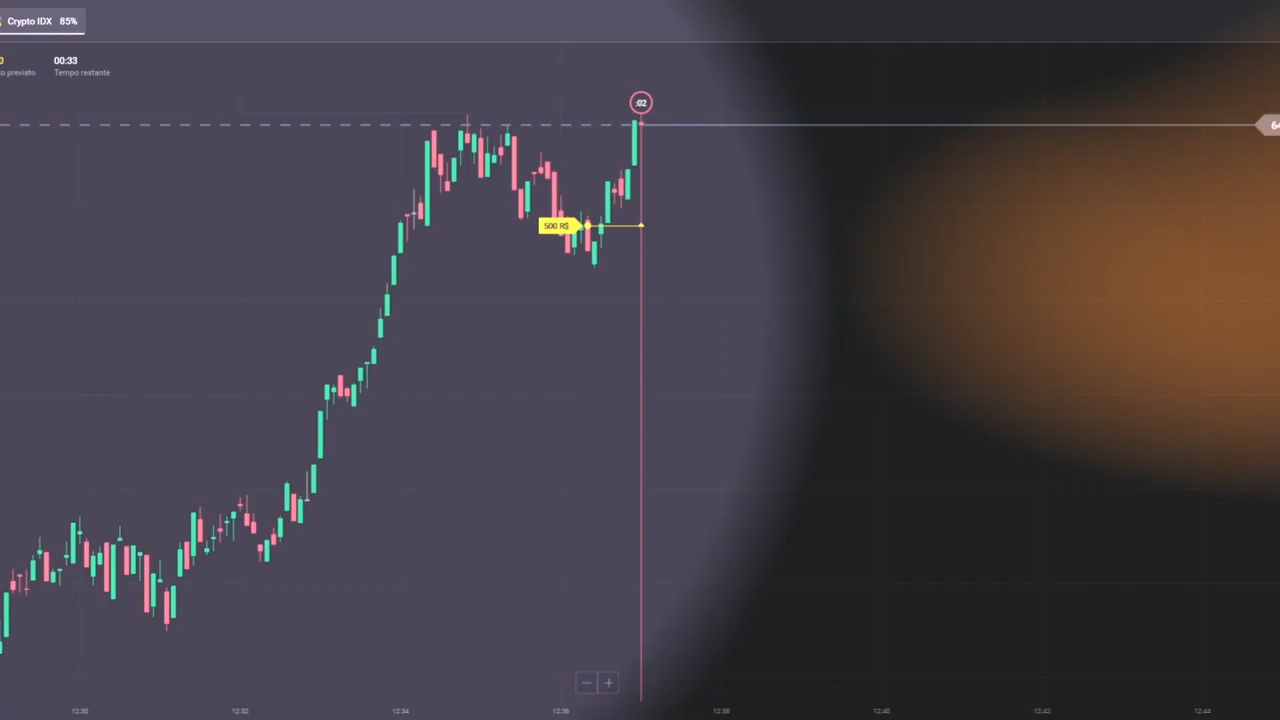 Crypto IDX 85%
00:33
o previsto Tempo restante
:02
500 R$
12:30 12:32 12:34 12:36 12:38 12:40 12:42 12:44